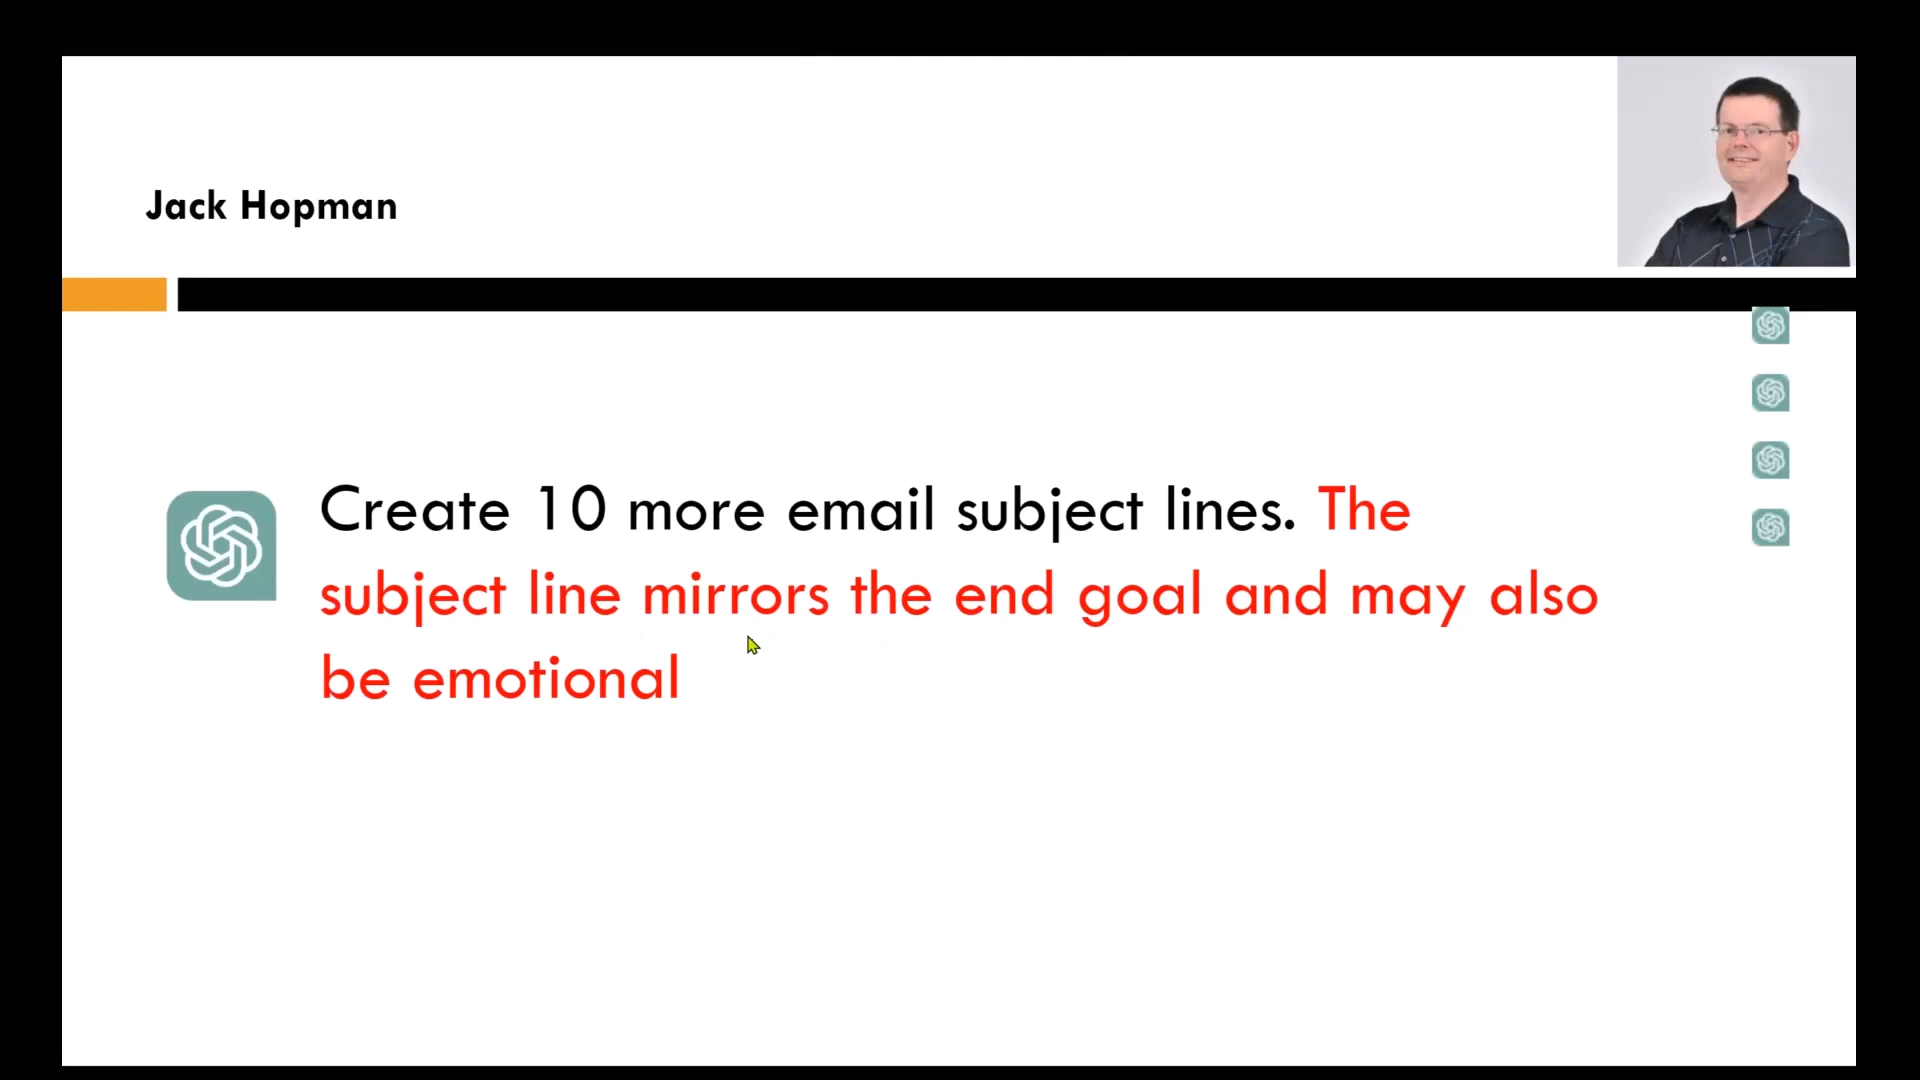 Jack Hopman
Create 10 more email subject lines. The
subject line mirrors the end goal and may also
be emotional